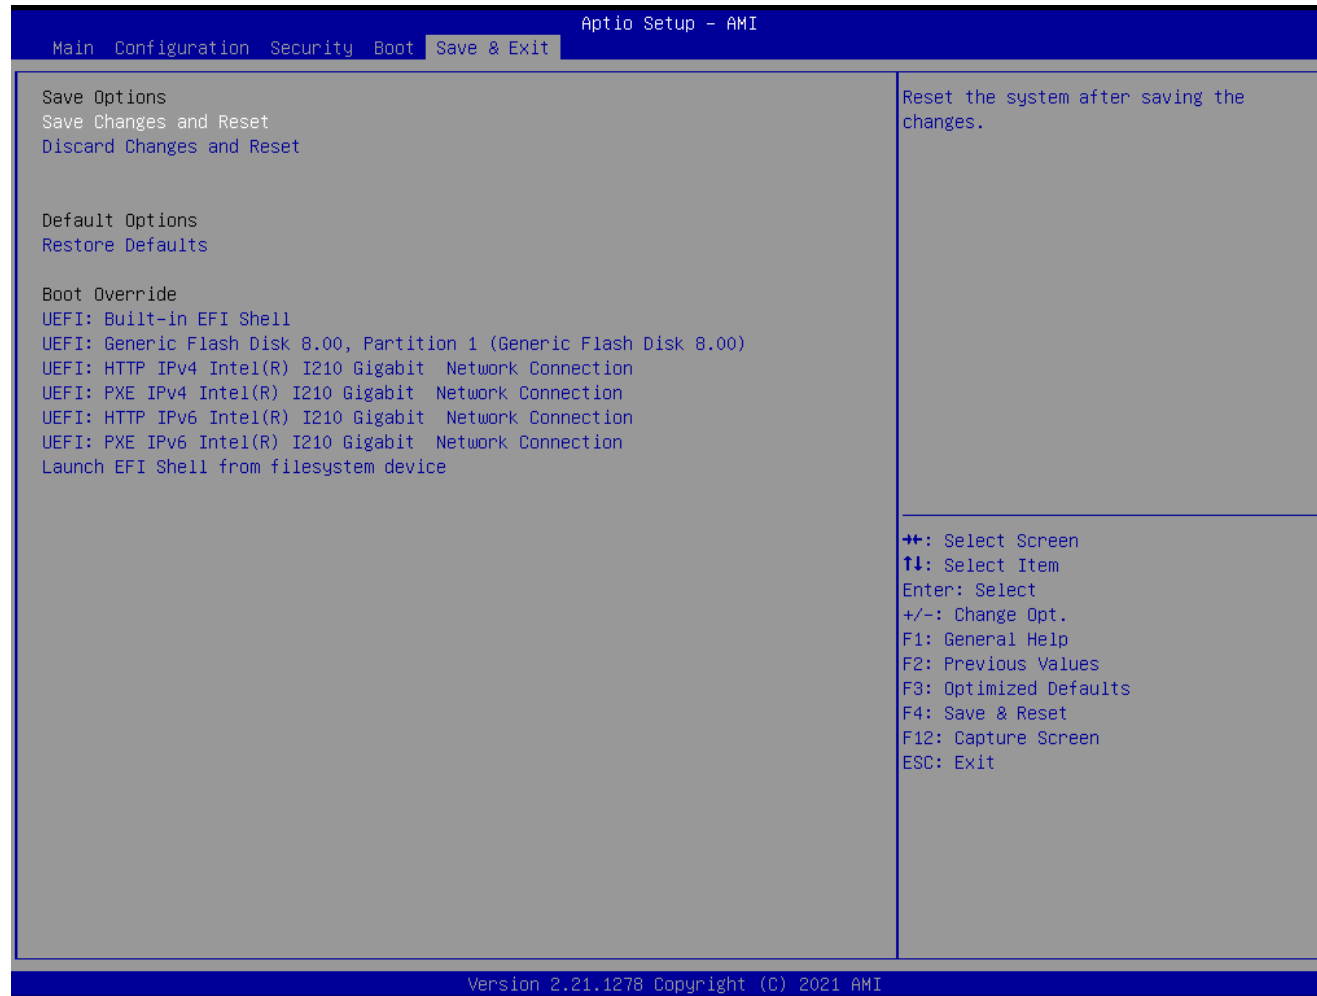 Aptio Setup – AMI
Main Configuration Security Boot Save & Exit
Save Options
Save Changes and Reset
Discard Changes and Reset
Default Options
Restore Defaults
Boot Override
UEFI: Built-in EFI Shell
UEFI: Generic Flash Disk 8.00, Partition 1 (Generic Flash Disk 8.00)
UEFI: HTTP IPv4 Intel(R) I210 Gigabit  Network Connection
UEFI: PXE IPv4 Intel(R) I210 Gigabit  Network Connection
UEFI: HTTP IPv6 Intel(R) I210 Gigabit  Network Connection
UEFI: PXE IPv6 Intel(R) I210 Gigabit  Network Connection
Launch EFI Shell from filesystem device
Reset the system after saving the
changes.
→←: Select Screen
↑↓: Select Item
Enter: Select
+/-: Change Opt.
F1: General Help
F2: Previous Values
F3: Optimized Defaults
F4: Save & Reset
F12: Capture Screen
ESC: Exit
Version 2.21.1278 Copyright (C) 2021 AMI